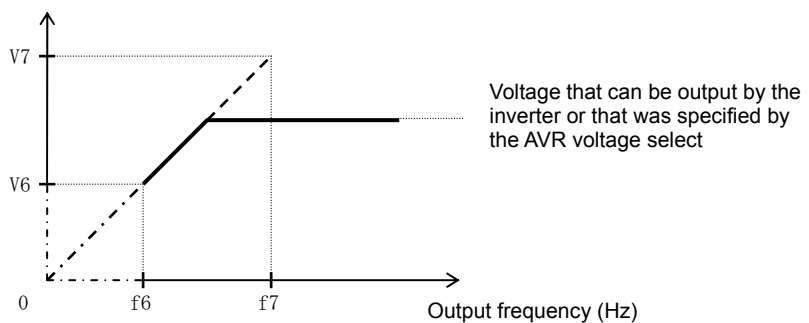 V7
Voltage that can be output by the
inverter or that was specified by
the AVR voltage select
V6
0
f6
f7
Output frequency (Hz)